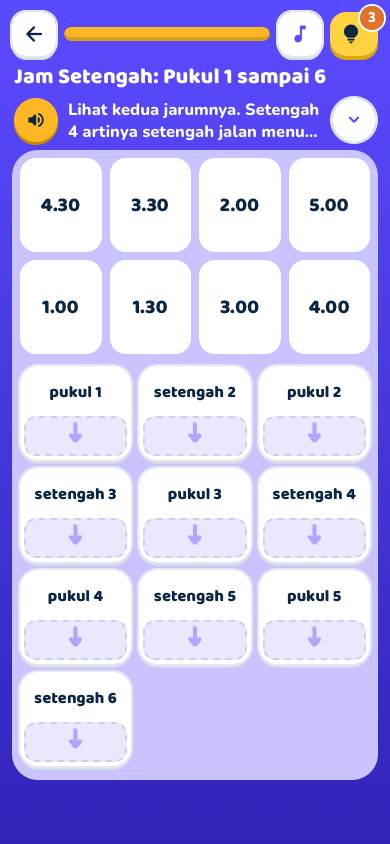 3
Jam Setengah: Pukul 1 sampai 6
Lihat kedua jarumnya. Setengah
4 artinya setengah jalan menu...
4.30 3.30 2.00 5.00
1.00 1.30 3.00 4.00
pukul 1 setengah 2 pukul 2
setengah 3 pukul 3 setengah 4
pukul 4 setengah 5 pukul 5
setengah 6